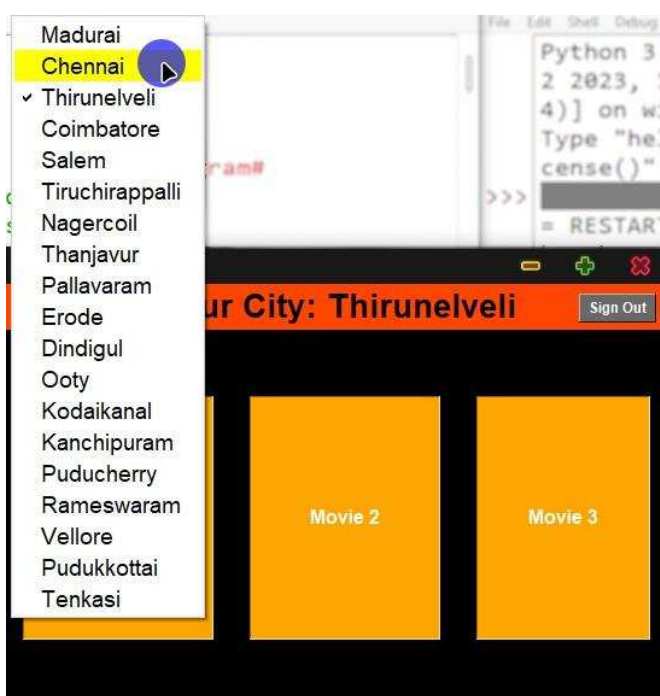 Madurai
Chennai
✓ Thirunelveli
Coimbatore
Salem
Tiruchirappalli
Nagercoil
Thanjavur
Pallavaram
Erode
Dindigul
Ooty
Kodaikanal
Kanchipuram
Puducherry
Rameswaram
Vellore
Pudukkottai
Tenkasi
ram#
File Edit Shell Debug
Python 3
2 2023,
4)] on wi
Type "he
cense()"
>>>
= RESTAR
ur City: Thirunelveli
Sign Out
Movie 2
Movie 3